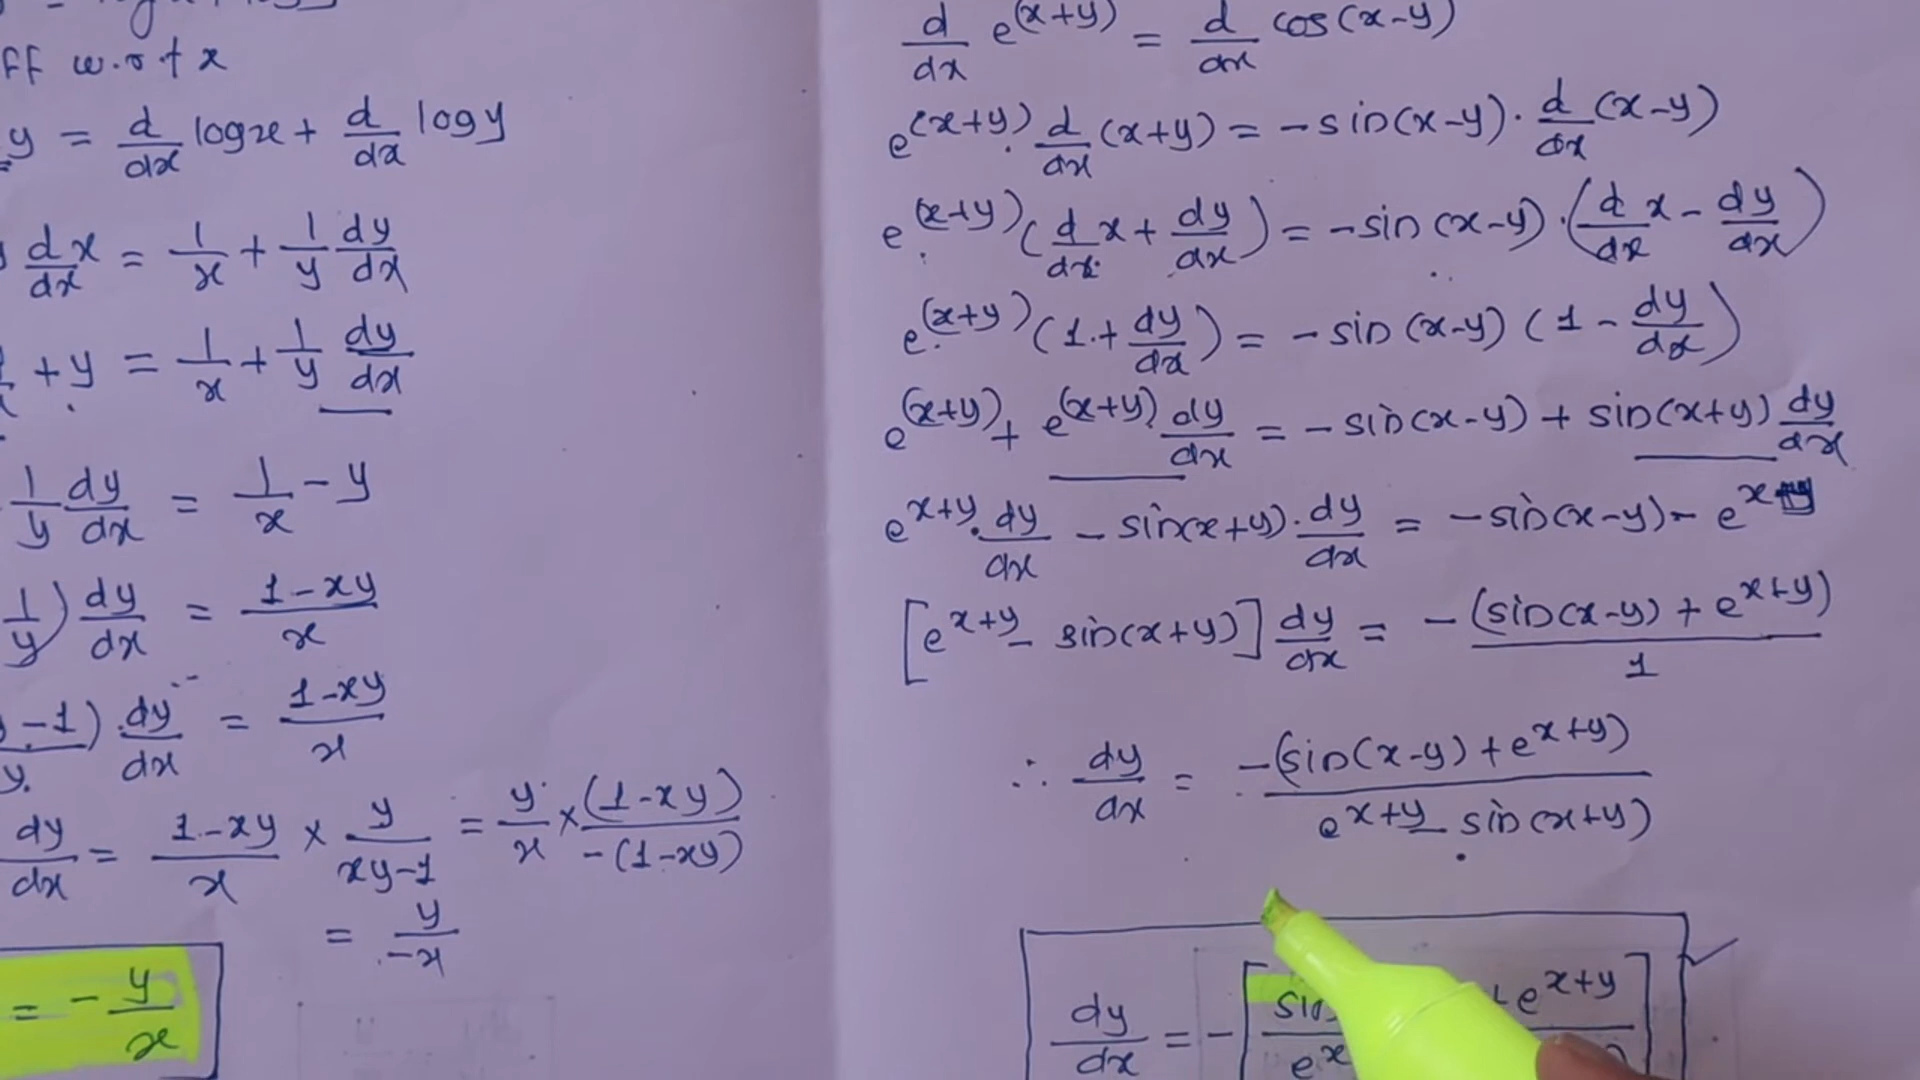 ff w.r.t x
y = d/dx logx + d/dx logy
d/dx x = 1/x + 1/y dy/dx
+ y = 1/x + 1/y dy/dx
1/y dy/dx = 1/x - y
1/y) dy/dx = 1-xy/x
-1)/y. dy/dx = 1-xy/x
dy/dx = 1-xy/x × y/xy-1 = y/x × (1-xy)/-(1-xy)
= y/-x
= - y/x
d/dx e^(x+y) = d/dx cos(x-y)
e^(x+y). d/dx (x+y) = -sin(x-y). d/dx (x-y)
e^(x+y) (d/dx x + dy/dx) = -sin(x-y).(d/dx x - dy/dx)
e^(x+y) (1+ dy/dx) = -sin(x-y) (1 - dy/dx)
e^(x+y) + e^(x+y) dy/dx = -sin(x-y) + sin(x+y) dy/dx
e^x+y. dy/dx - sin(x+y). dy/dx = -sin(x-y) - e^x+y
[e^x+y - sin(x+y)] dy/dx = -(sin(x-y) + e^x+y)/1
∴ dy/dx = -(sin(x-y) + e^x+y)/e^x+y - sin(x+y)
dy/dx = -[sin + e^x+y/e^x ]